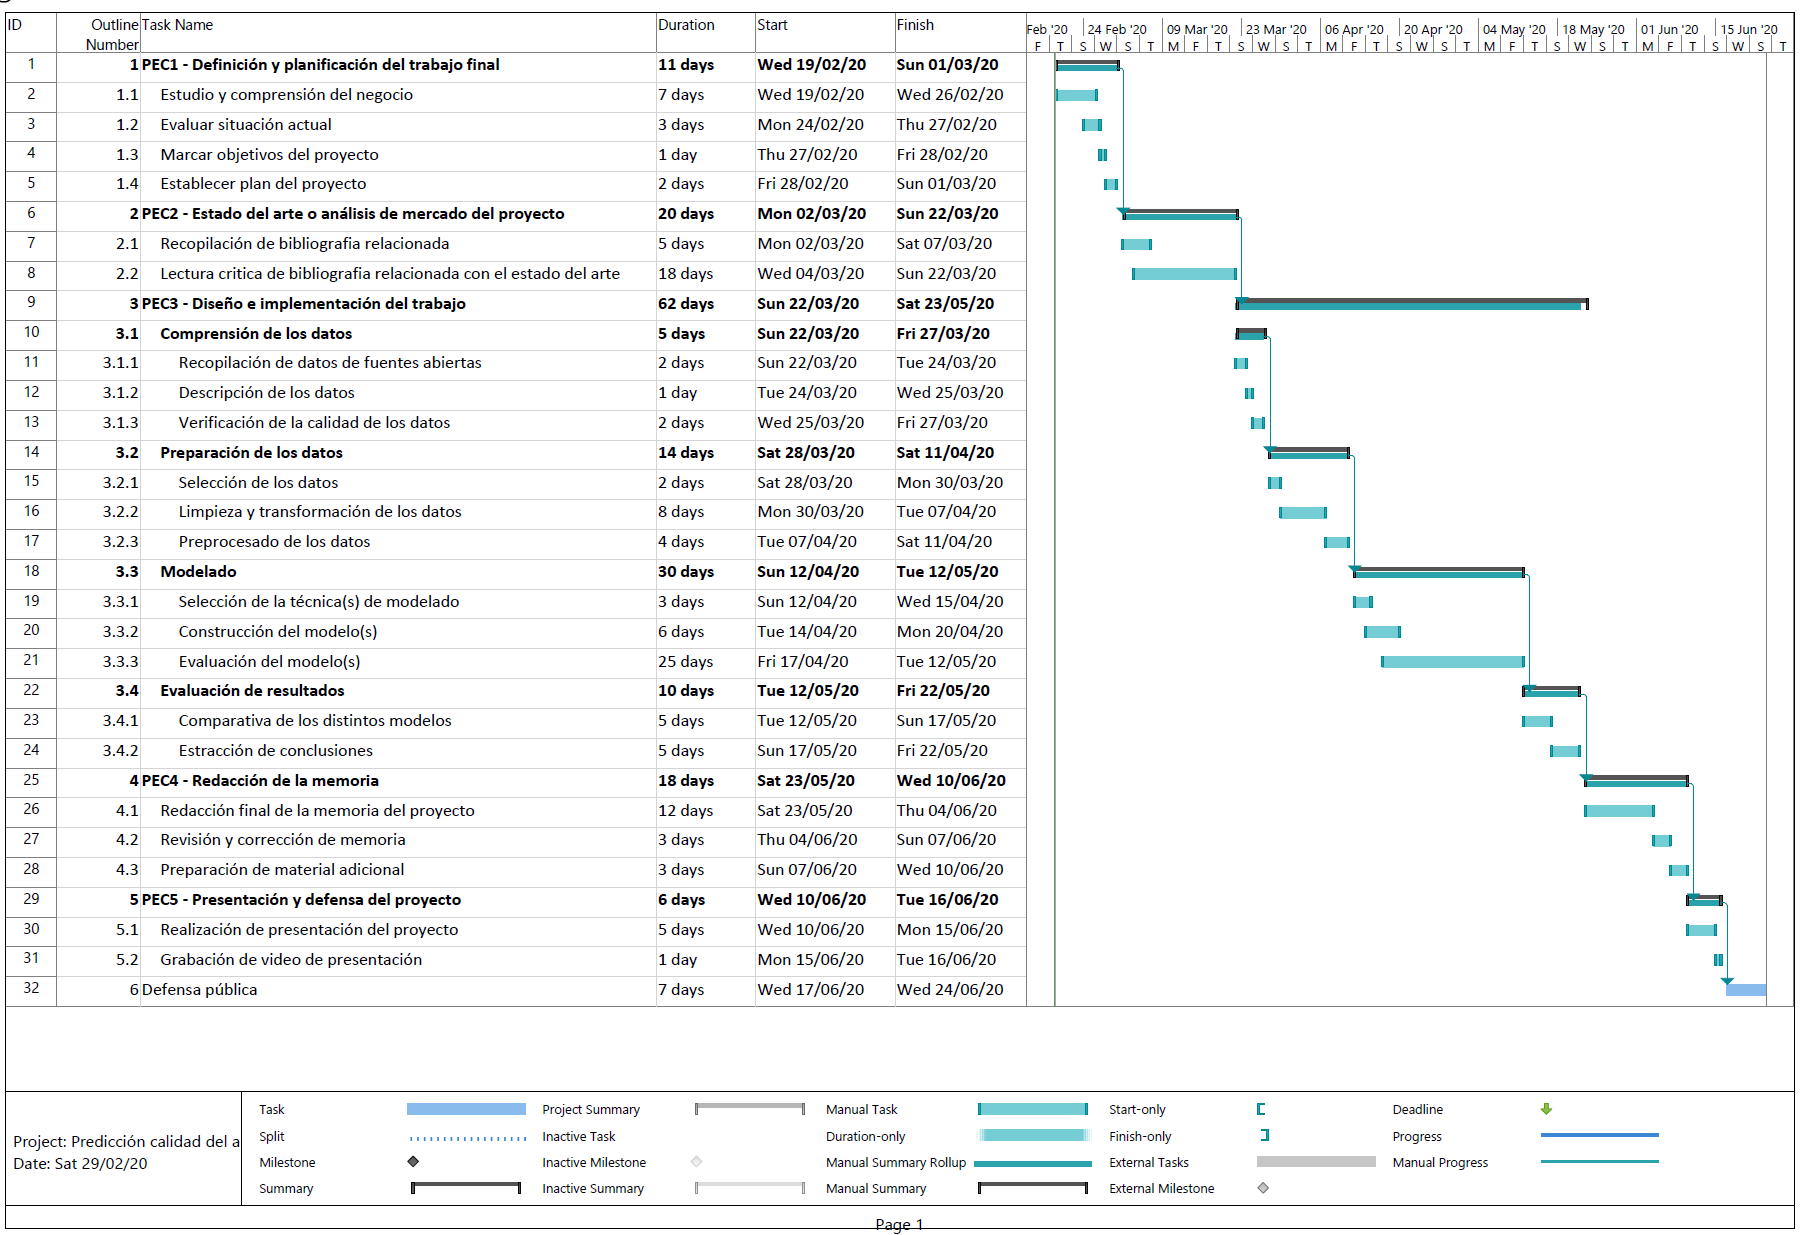 ID Outline Number Task Name Duration Start Finish
Feb '20 24 Feb '20 09 Mar '20 23 Mar '20 06 Apr '20 20 Apr '20 04 May '20 18 May '20 01 Jun '20 15 Jun '20
F T S W S T M F T S W S T M F T S W S T M F T S W S T M F T S W S T
1 1 PEC1 - Definición y planificación del trabajo final 11 days Wed 19/02/20 Sun 01/03/20
2 1.1 Estudio y comprensión del negocio 7 days Wed 19/02/20 Wed 26/02/20
3 1.2 Evaluar situación actual 3 days Mon 24/02/20 Thu 27/02/20
4 1.3 Marcar objetivos del proyecto 1 day Thu 27/02/20 Fri 28/02/20
5 1.4 Establecer plan del proyecto 2 days Fri 28/02/20 Sun 01/03/20
6 2 PEC2 - Estado del arte o análisis de mercado del proyecto 20 days Mon 02/03/20 Sun 22/03/20
7 2.1 Recopilación de bibliografia relacionada 5 days Mon 02/03/20 Sat 07/03/20
8 2.2 Lectura critica de bibliografia relacionada con el estado del arte 18 days Wed 04/03/20 Sun 22/03/20
9 3 PEC3 - Diseño e implementación del trabajo 62 days Sun 22/03/20 Sat 23/05/20
10 3.1 Comprensión de los datos 5 days Sun 22/03/20 Fri 27/03/20
11 3.1.1 Recopilación de datos de fuentes abiertas 2 days Sun 22/03/20 Tue 24/03/20
12 3.1.2 Descripción de los datos 1 day Tue 24/03/20 Wed 25/03/20
13 3.1.3 Verificación de la calidad de los datos 2 days Wed 25/03/20 Fri 27/03/20
14 3.2 Preparación de los datos 14 days Sat 28/03/20 Sat 11/04/20
15 3.2.1 Selección de los datos 2 days Sat 28/03/20 Mon 30/03/20
16 3.2.2 Limpieza y transformación de los datos 8 days Mon 30/03/20 Tue 07/04/20
17 3.2.3 Preprocesado de los datos 4 days Tue 07/04/20 Sat 11/04/20
18 3.3 Modelado 30 days Sun 12/04/20 Tue 12/05/20
19 3.3.1 Selección de la técnica(s) de modelado 3 days Sun 12/04/20 Wed 15/04/20
20 3.3.2 Construcción del modelo(s) 6 days Tue 14/04/20 Mon 20/04/20
21 3.3.3 Evaluación del modelo(s) 25 days Fri 17/04/20 Tue 12/05/20
22 3.4 Evaluación de resultados 10 days Tue 12/05/20 Fri 22/05/20
23 3.4.1 Comparativa de los distintos modelos 5 days Tue 12/05/20 Sun 17/05/20
24 3.4.2 Estracción de conclusiones 5 days Sun 17/05/20 Fri 22/05/20
25 4 PEC4 - Redacción de la memoria 18 days Sat 23/05/20 Wed 10/06/20
26 4.1 Redacción final de la memoria del proyecto 12 days Sat 23/05/20 Thu 04/06/20
27 4.2 Revisión y corrección de memoria 3 days Thu 04/06/20 Sun 07/06/20
28 4.3 Preparación de material adicional 3 days Sun 07/06/20 Wed 10/06/20
29 5 PEC5 - Presentación y defensa del proyecto 6 days Wed 10/06/20 Tue 16/06/20
30 5.1 Realización de presentación del proyecto 5 days Wed 10/06/20 Mon 15/06/20
31 5.2 Grabación de video de presentación 1 day Mon 15/06/20 Tue 16/06/20
32 6 Defensa pública 7 days Wed 17/06/20 Wed 24/06/20
Project: Predicción calidad del a
Date: Sat 29/02/20
Task Project Summary Manual Task Start-only Deadline
Split Inactive Task Duration-only Finish-only Progress
Milestone Inactive Milestone Manual Summary Rollup External Tasks Manual Progress
Summary Inactive Summary Manual Summary External Milestone
Page 1